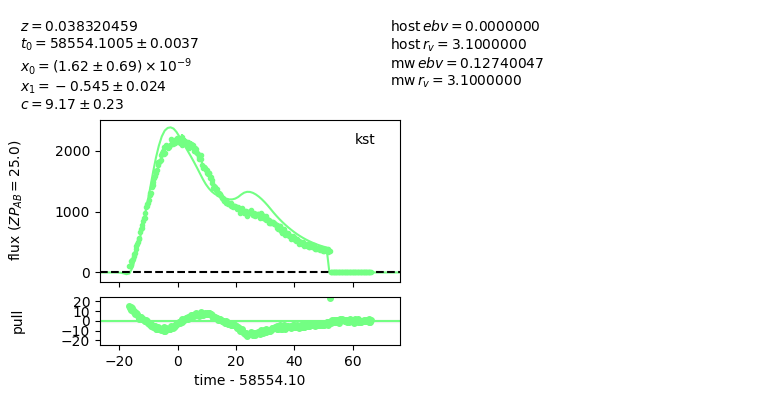 z = 0.038320459
t₀ = 58554.1005 ± 0.0037
x₀ = (1.62 ± 0.69) × 10⁻⁹
x₁ = −0.545 ± 0.024
c = 9.17 ± 0.23
host ebv = 0.0000000
host r_v = 3.1000000
mw ebv = 0.12740047
mw r_v = 3.1000000
kst
flux (ZP_AB = 25.0)
2000
1000
0
pull
20
10
0
−10
−20
−20 0 20 40 60
time - 58554.10